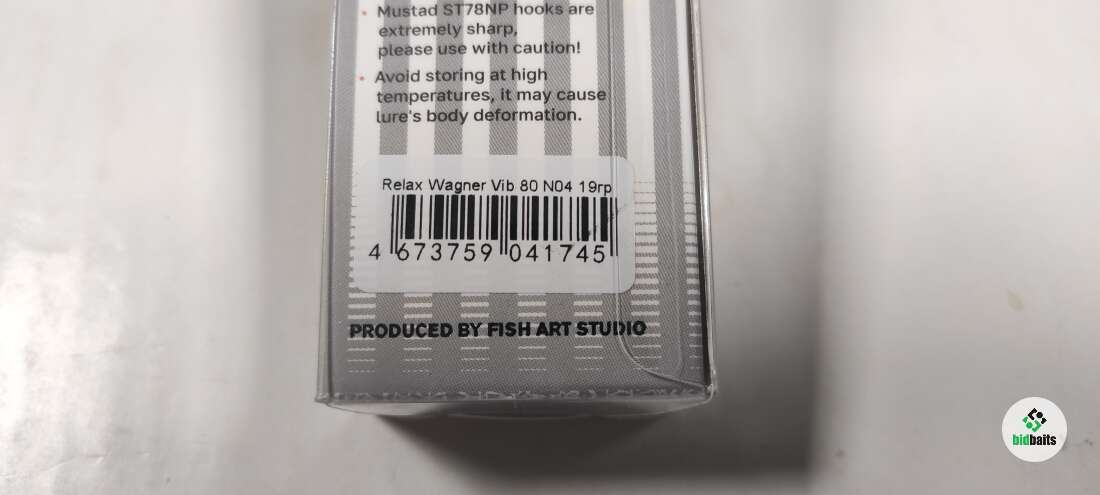 • Mustad ST78NP hooks are
extremely sharp,
please use with caution!
• Avoid storing at high
temperatures, it may cause
lure's body deformation.
Relax Wagner Vib 80 N04 19гр
4 673759 041745
PRODUCED BY FISH ART STUDIO
bidbaits